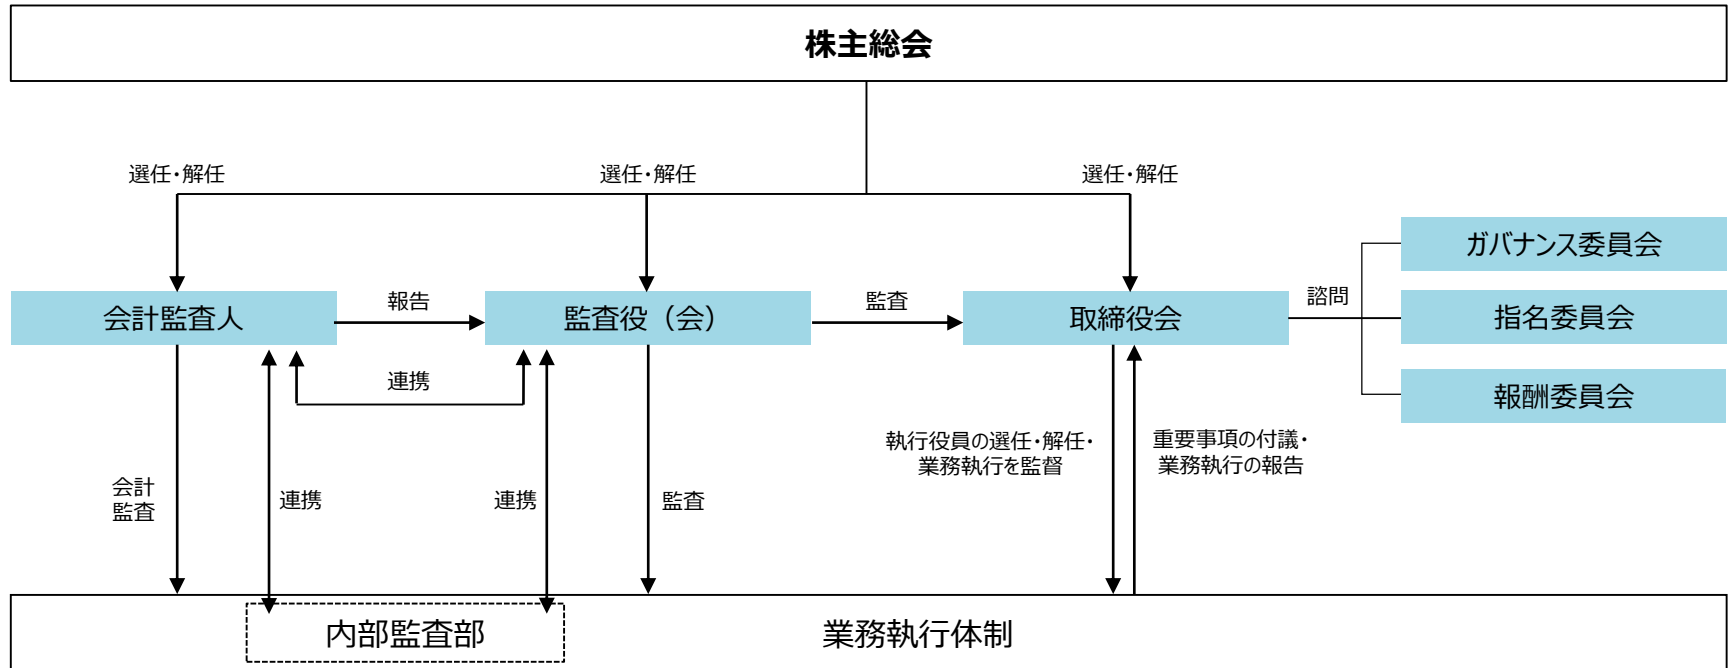 株主総会
選任・解任
選任・解任
選任・解任
ガバナンス委員会
会計監査人
報告
監査役（会）
監査
取締役会
諮問
指名委員会
連携
報酬委員会
執行役員の選任・解任・
業務執行を監督
重要事項の付議・
業務執行の報告
会計
監査
連携
連携
監査
内部監査部
業務執行体制